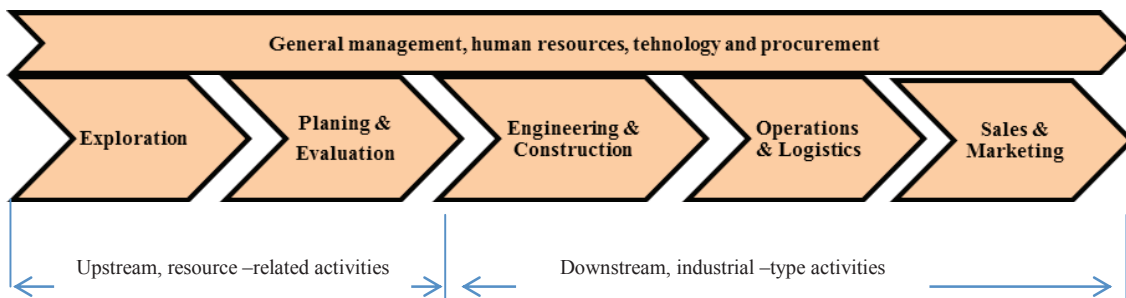 General management, human resources, tehnology and procurement
Exploration
Planing &
Evaluation
Engineering &
Construction
Operations
& Logistics
Sales &
Marketing
Upstream, resource –related activities
Downstream, industrial –type activities